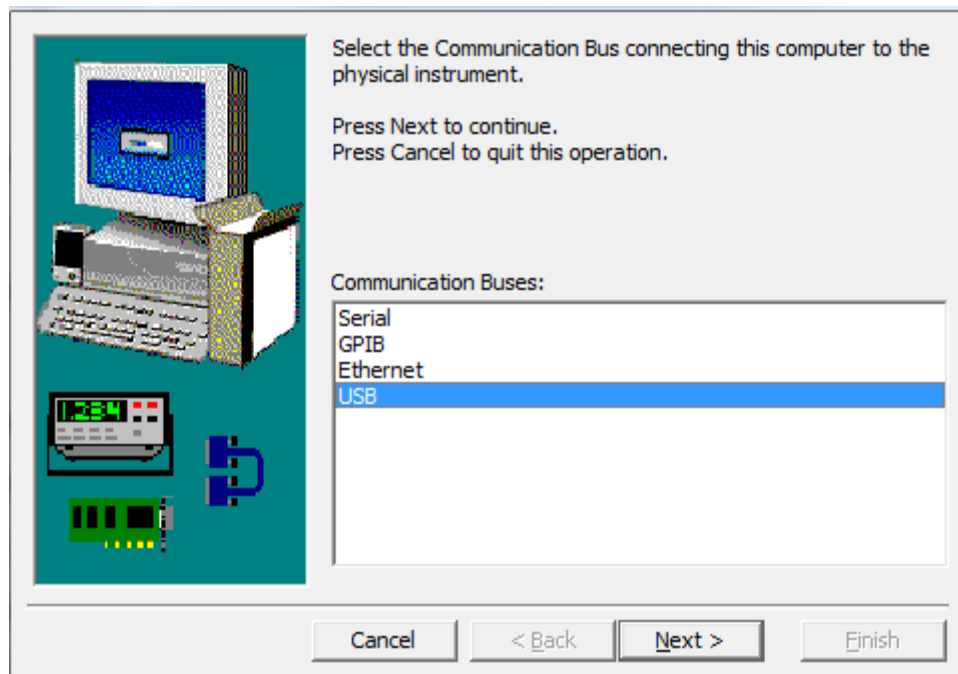 Select the Communication Bus connecting this computer to the
physical instrument.
Press Next to continue.
Press Cancel to quit this operation.
Communication Buses:
Serial
GPIB
Ethernet
USB
1.234
Cancel
< Back
Next >
Finish